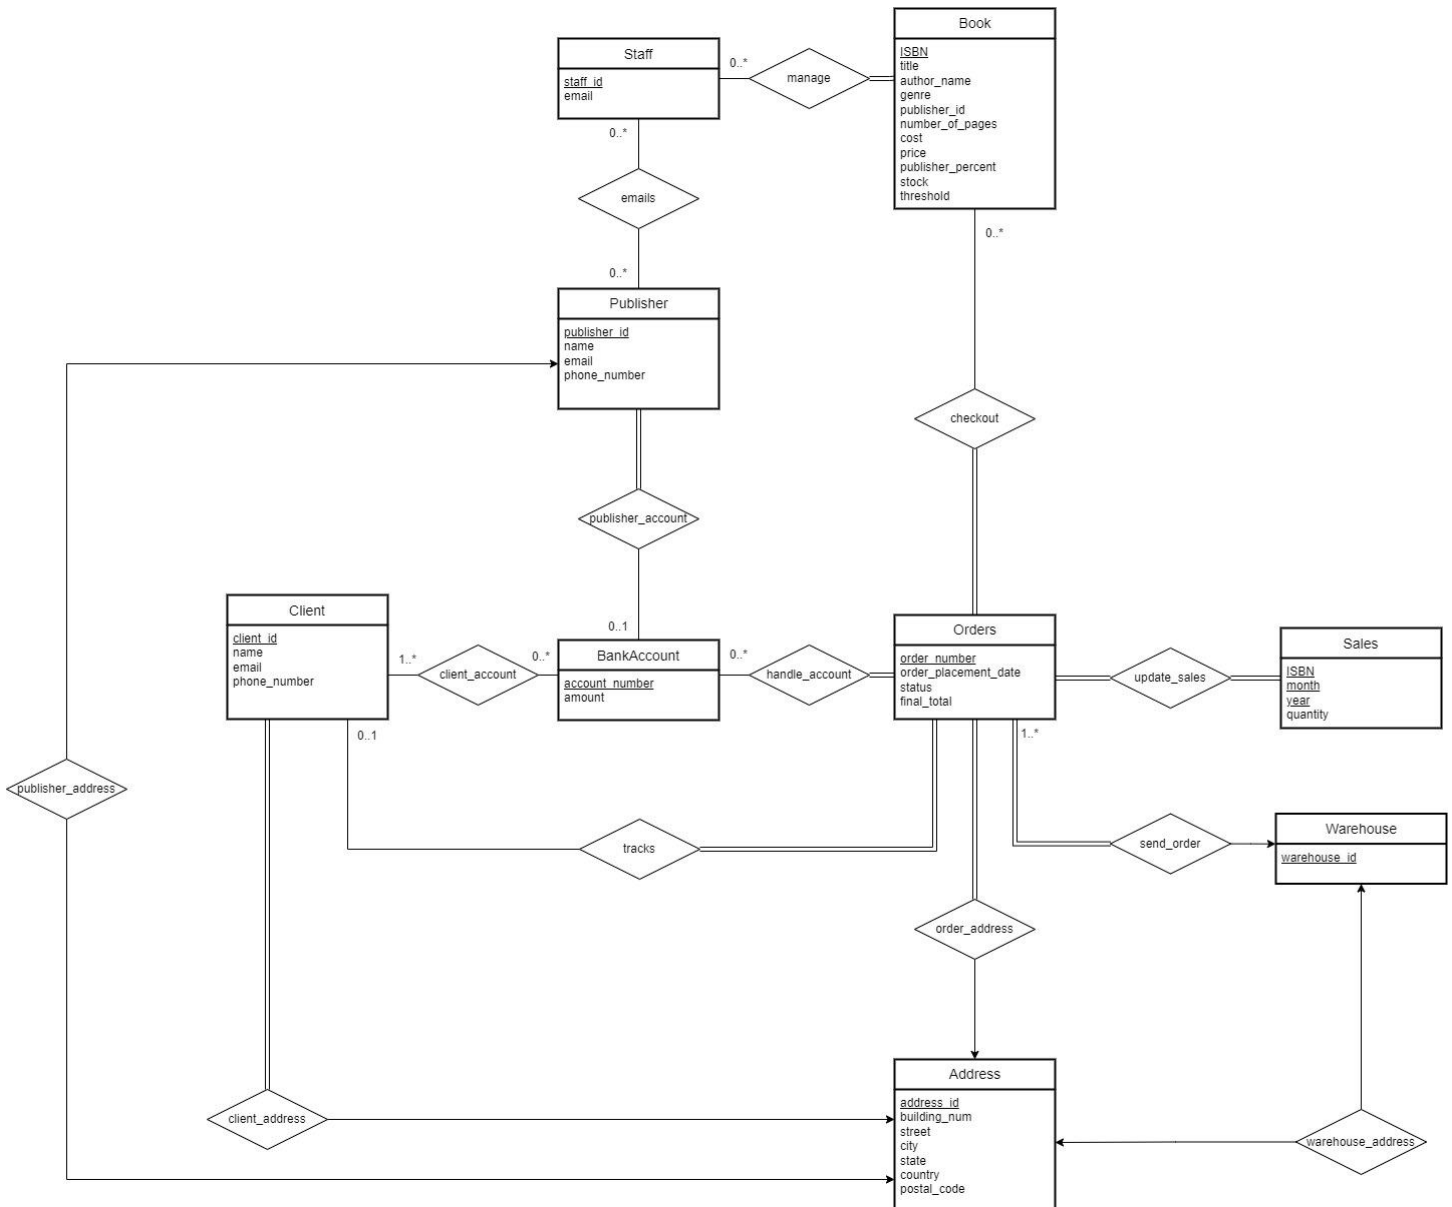 Book
ISBN
title
author_name
genre
publisher_id
number_of_pages
cost
price
publisher_percent
stock
threshold
Staff
staff_id
email
0..*
manage
0..*
emails
0..*
0..*
Publisher
publisher_id
name
email
phone_number
checkout
publisher_account
0..1
Client
client_id
name
email
phone_number
1..*
client_account
0..*
BankAccount
account_number
amount
0..*
handle_account
Orders
order_number
order_placement_date
status
final_total
update_sales
Sales
ISBN
month
year
quantity
0..1
1..*
publisher_address
tracks
send_order
Warehouse
warehouse_id
order_address
client_address
Address
address_id
building_num
street
city
state
country
postal_code
warehouse_address